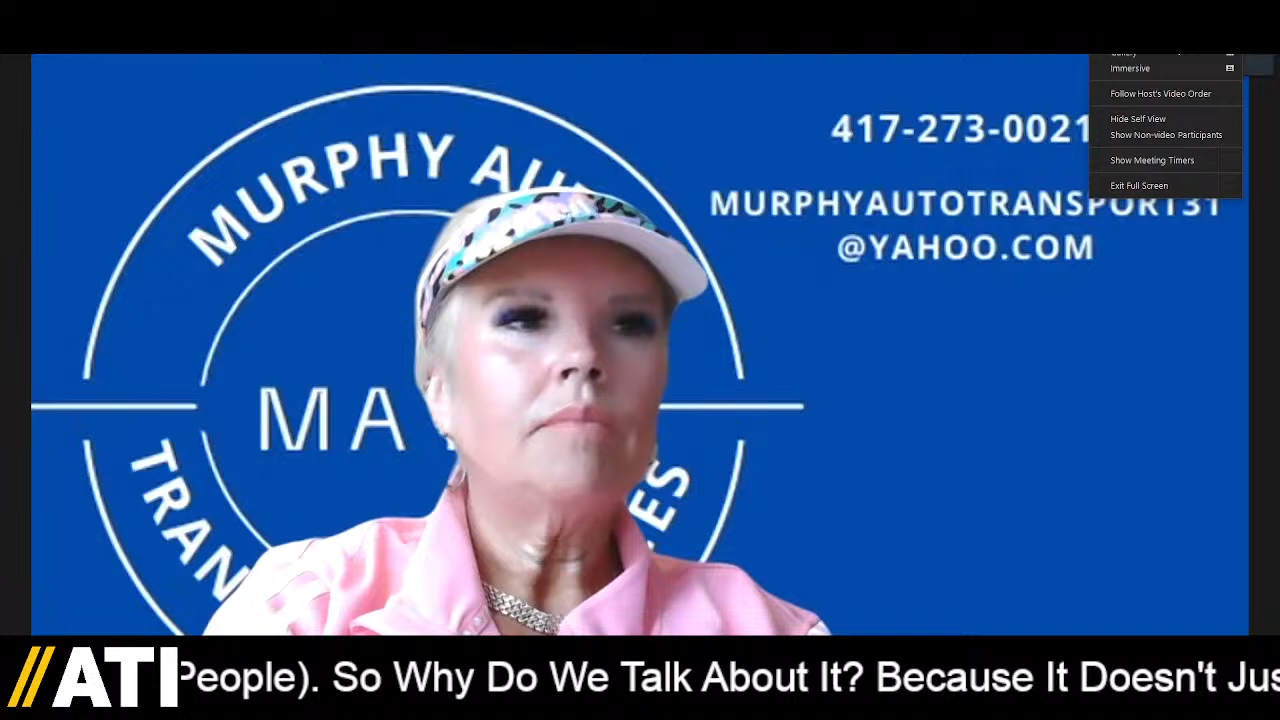 Immersive
Follow Host's Video Order
Hide Self View
Show Non-video Participants
Show Meeting Timers
Exit Full Screen
417-273-0021
MURPHYAUTOTRANSPORT31
@YAHOO.COM
MURPHY AU
MA
TRAN
ES
//ATI People). So Why Do We Talk About It? Because It Doesn't Jus